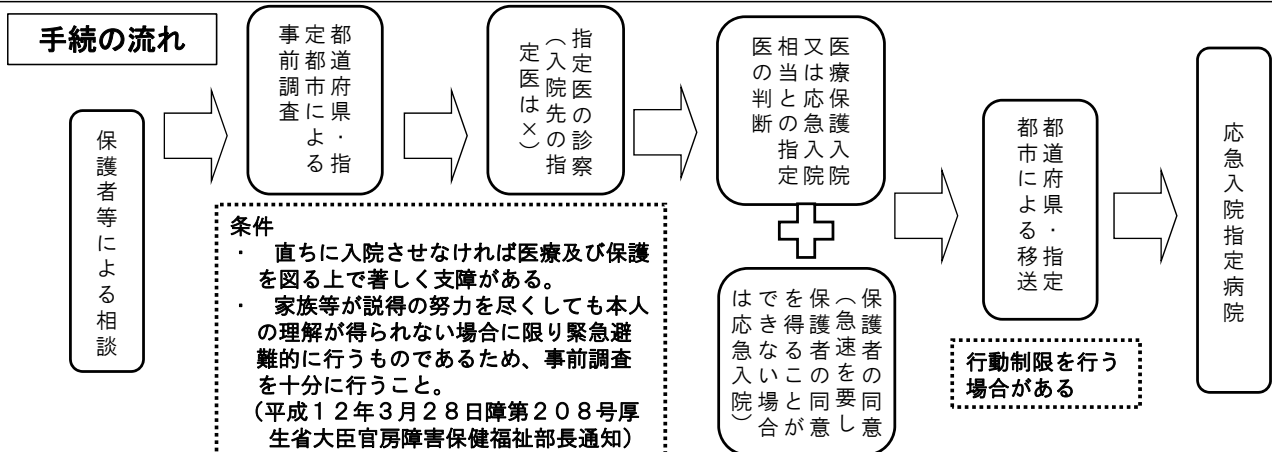 手続の流れ
保護者等による相談
都道府県・指
定都市による
事前調査
指定医の診察
（入院先の指
定医は×）
医療保護入院
又は応急入院
相当との指定
医の判断
保護者の同意
（急速を要し
保護者の同意
を得ることが
できない場合
は応急入院）
都道府県・指定
都市による移送
応急入院指定病院
条件
・　直ちに入院させなければ医療及び保護
を図る上で著しく支障がある。
・　家族等が説得の努力を尽くしても本人
の理解が得られない場合に限り緊急避
難的に行うものであるため、事前調査
を十分に行うこと。
（平成１２年３月２８日障第２０８号厚
生省大臣官房障害保健福祉部長通知）
行動制限を行う
場合がある